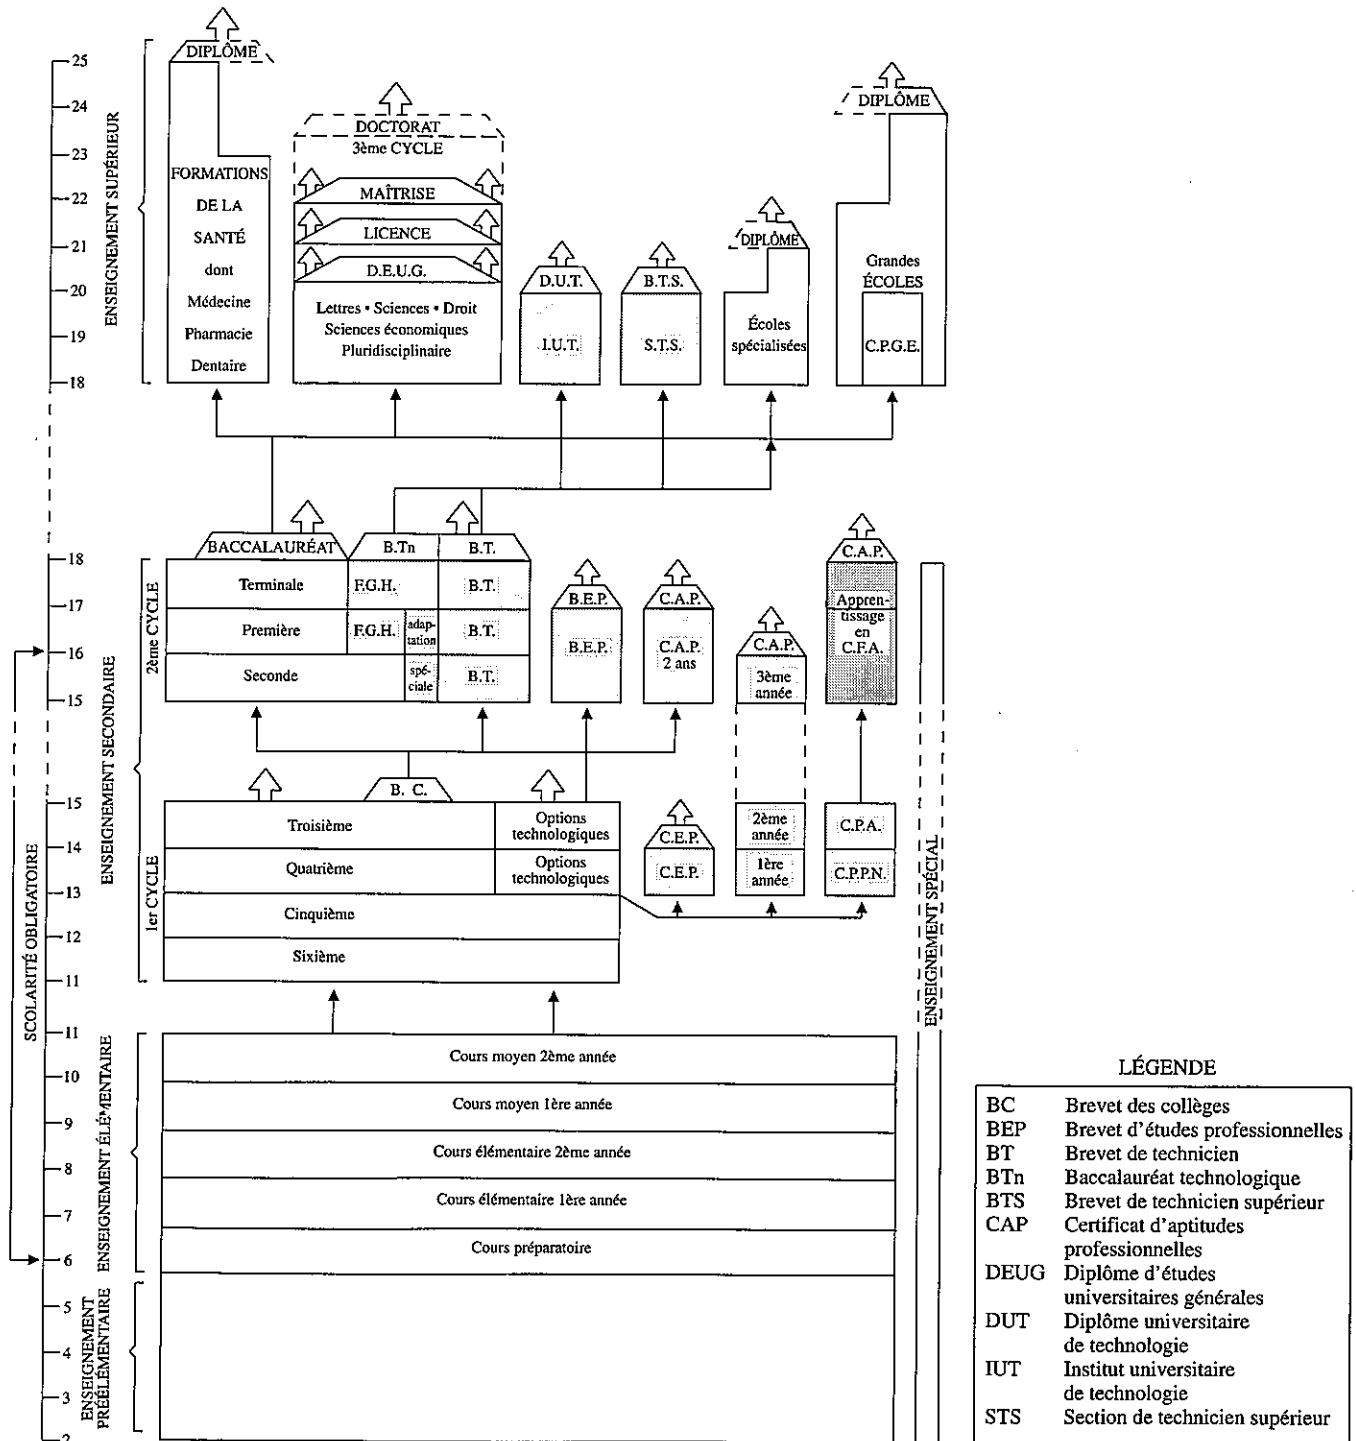 DIPLÔME
25
24
23
22
21
20
19
18
ENSEIGNEMENT SUPÉRIEUR
FORMATIONS
DE LA
SANTÉ
dont
Médecine
Pharmacie
Dentaire
DOCTORAT
3ème CYCLE
MAÎTRISE
LICENCE
D.E.U.G.
Lettres • Sciences • Droit
Sciences économiques
Pluridisciplinaire
D.U.T.
I.U.T.
B.T.S.
S.T.S.
DIPLÔME
Écoles
spécialisées
DIPLÔME
Grandes
ÉCOLES
C.P.G.E.
SCOLARITÉ OBLIGATOIRE
ENSEIGNEMENT SECONDAIRE
2ème CYCLE
18
17
16
15
BACCALAURÉAT
B.Tn
B.T.
Terminale
F.G.H.
B.T.
Première
F.G.H.
adap-
tation
B.T.
Seconde
spé-
ciale
B.T.
B.E.P.
B.E.P.
C.A.P.
C.A.P.
2 ans
C.A.P.
3ème
année
C.A.P.
Appren-
tissage
en
C.F.A.
1er CYCLE
15
14
13
12
11
B. C.
Troisième
Options
technologiques
Quatrième
Options
technologiques
Cinquième
Sixième
C.E.P.
C.E.P.
2ème
année
1ère
année
C.P.A.
C.P.P.N.
ENSEIGNEMENT SPÉCIAL
ENSEIGNEMENT ÉLÉMENTAIRE
11
10
9
8
7
6
Cours moyen 2ème année
Cours moyen 1ère année
Cours élémentaire 2ème année
Cours élémentaire 1ère année
Cours préparatoire
ENSEIGNEMENT
PRÉÉLÉMENTAIRE
5
4
3
2
LÉGENDE
BC Brevet des collèges
BEP Brevet d'études professionnelles
BT Brevet de technicien
BTn Baccalauréat technologique
BTS Brevet de technicien supérieur
CAP Certificat d'aptitudes
professionnelles
DEUG Diplôme d'études
universitaires générales
DUT Diplôme universitaire
de technologie
IUT Institut universitaire
de technologie
STS Section de technicien supérieur